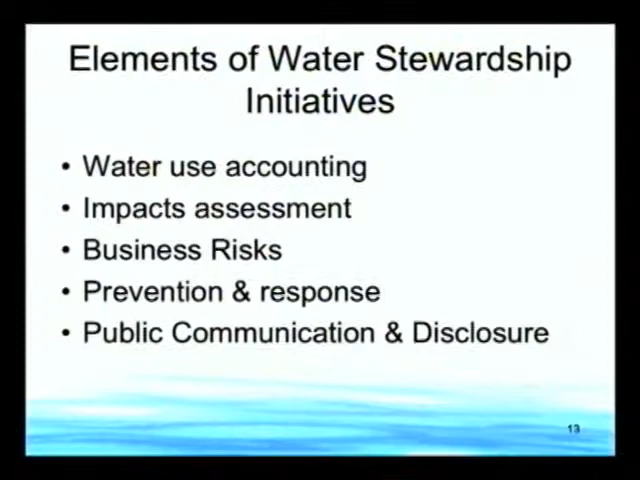 Elements of Water Stewardship
Initiatives
• Water use accounting
• Impacts assessment
• Business Risks
• Prevention & response
• Public Communication & Disclosure
13